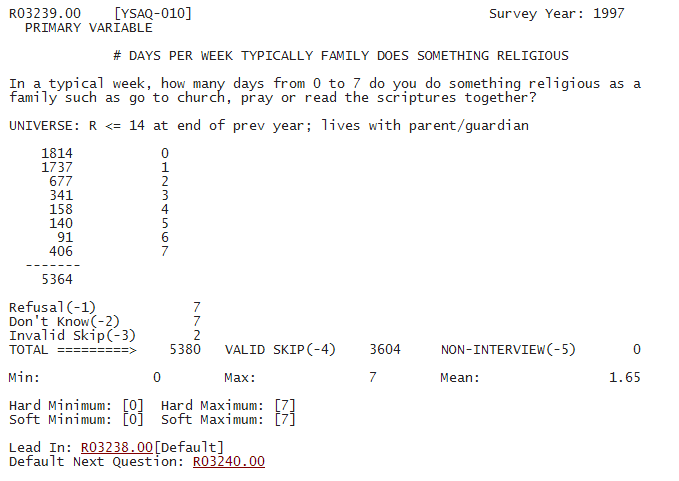 R03239.00    [YSAQ-010]                                     Survey Year: 1997
  PRIMARY VARIABLE
             # DAYS PER WEEK TYPICALLY FAMILY DOES SOMETHING RELIGIOUS
In a typical week, how many days from 0 to 7 do you do something religious as a
family such as go to church, pray or read the scriptures together?
UNIVERSE: R <= 14 at end of prev year; lives with parent/guardian
    1814           0
    1737           1
     677           2
     341           3
     158           4
     140           5
      91           6
     406           7
  -------
    5364
Refusal(-1)            7
Don't Know(-2)         7
Invalid Skip(-3)       2
TOTAL =========>    5380   VALID SKIP(-4)    3604     NON-INTERVIEW(-5)       0
Min:              0        Max:              7        Mean:                1.65
Hard Minimum: [0]  Hard Maximum: [7]
Soft Minimum: [0]  Soft Maximum: [7]
Lead In: R03238.00[Default]
Default Next Question: R03240.00